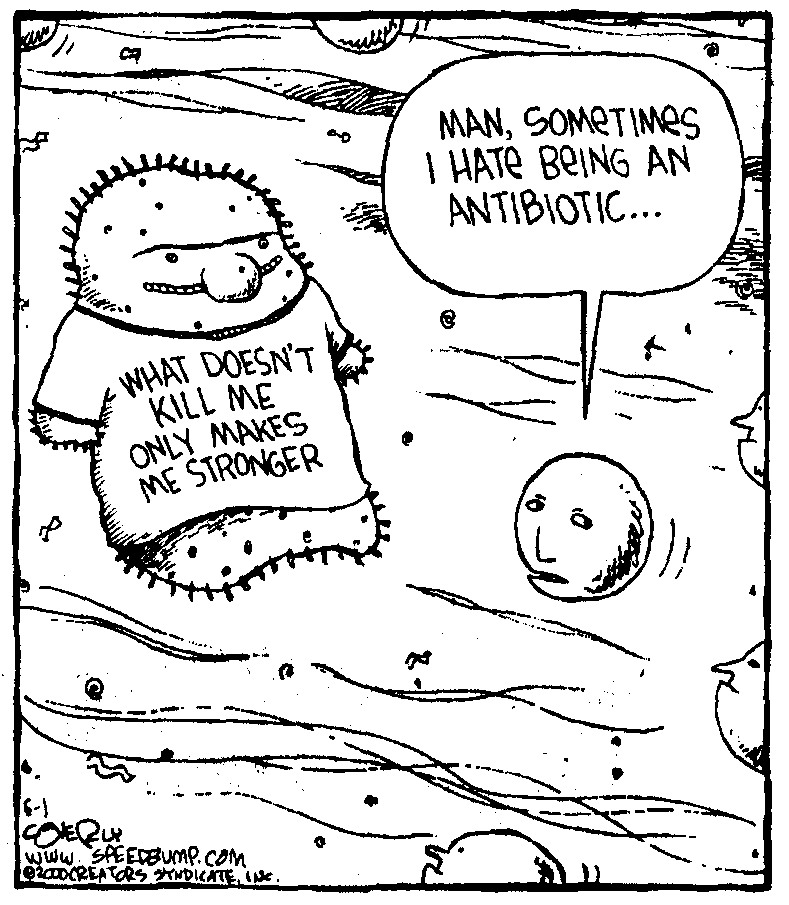 MAN, SOMETIMES
I HATE BEING AN
ANTIBIOTIC...
WHAT DOESN'T
KILL ME
ONLY MAKES
ME STRONGER
6-1
COVERLY
WWW.SPEEDBUMP.COM
©2000 CREATORS SYNDICATE, INC.